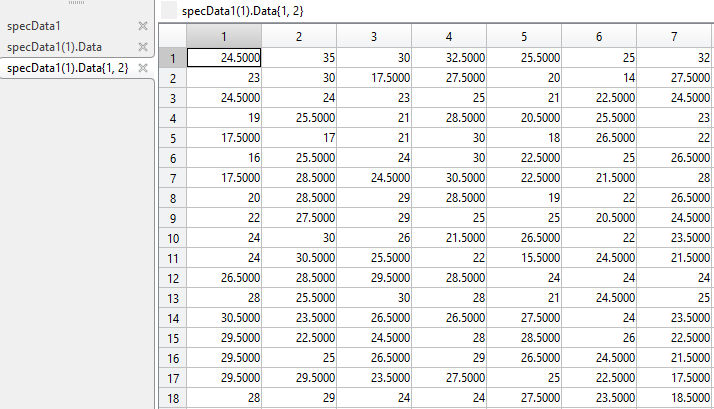 specData1
specData1(1).Data
specData1(1).Data{1, 2}
specData1(1).Data{1, 2}
1 2 3 4 5 6 7
1 24.5000 35 30 32.5000 25.5000 25 32
2 23 30 17.5000 27.5000 20 14 27.5000
3 24.5000 24 23 25 21 22.5000 24.5000
4 19 25.5000 21 28.5000 20.5000 25.5000 23
5 17.5000 17 21 30 18 26.5000 22
6 16 25.5000 24 30 22.5000 25 26.5000
7 17.5000 28.5000 24.5000 30.5000 22.5000 21.5000 28
8 20 28.5000 29 28.5000 19 22 26.5000
9 22 27.5000 29 25 25 20.5000 24.5000
10 24 30 26 21.5000 26.5000 22 23.5000
11 24 30.5000 25.5000 22 15.5000 24.5000 21.5000
12 26.5000 28.5000 29.5000 28.5000 24 24 24
13 28 25.5000 30 28 21 24.5000 25
14 30.5000 23.5000 26.5000 26.5000 27.5000 24 23.5000
15 29.5000 22.5000 24.5000 28 28.5000 26 22.5000
16 29.5000 25 26.5000 29 26.5000 24.5000 21.5000
17 29.5000 29.5000 23.5000 27.5000 25 22.5000 17.5000
18 28 29 24 24 27.5000 23.5000 18.5000